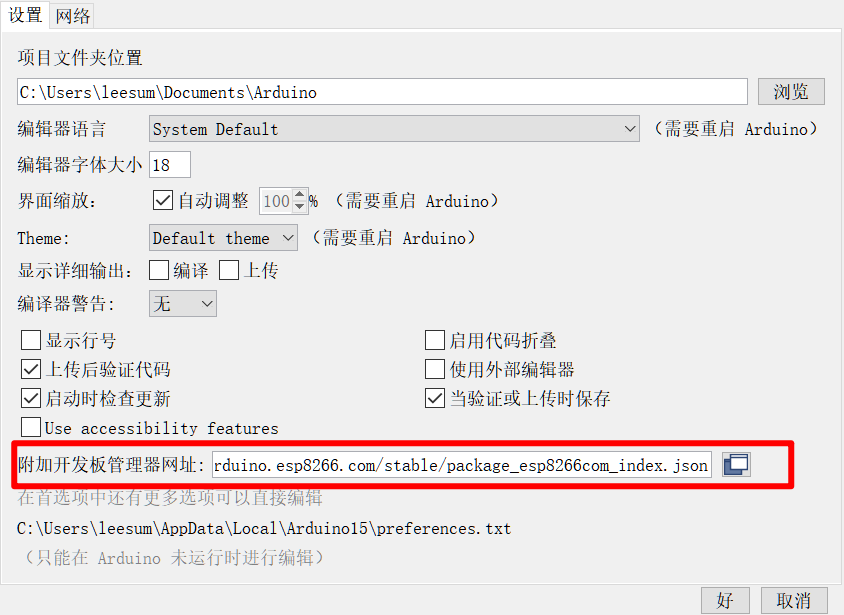 设置 网络
项目文件夹位置
C:\Users\leesum\Documents\Arduino 浏览
编辑器语言 System Default （需要重启 Arduino）
编辑器字体大小 18
界面缩放： 自动调整 100 % （需要重启 Arduino）
Theme: Default theme （需要重启 Arduino）
显示详细输出： 编译 上传
编译器警告： 无
显示行号 启用代码折叠
上传后验证代码 使用外部编辑器
启动时检查更新 当验证或上传时保存
Use accessibility features
附加开发板管理器网址: rduino.esp8266.com/stable/package_esp8266com_index.json
在首选项中还有更多选项可以直接编辑
C:\Users\leesum\AppData\Local\Arduino15\preferences.txt
（只能在 Arduino 未运行时进行编辑）
好 取消